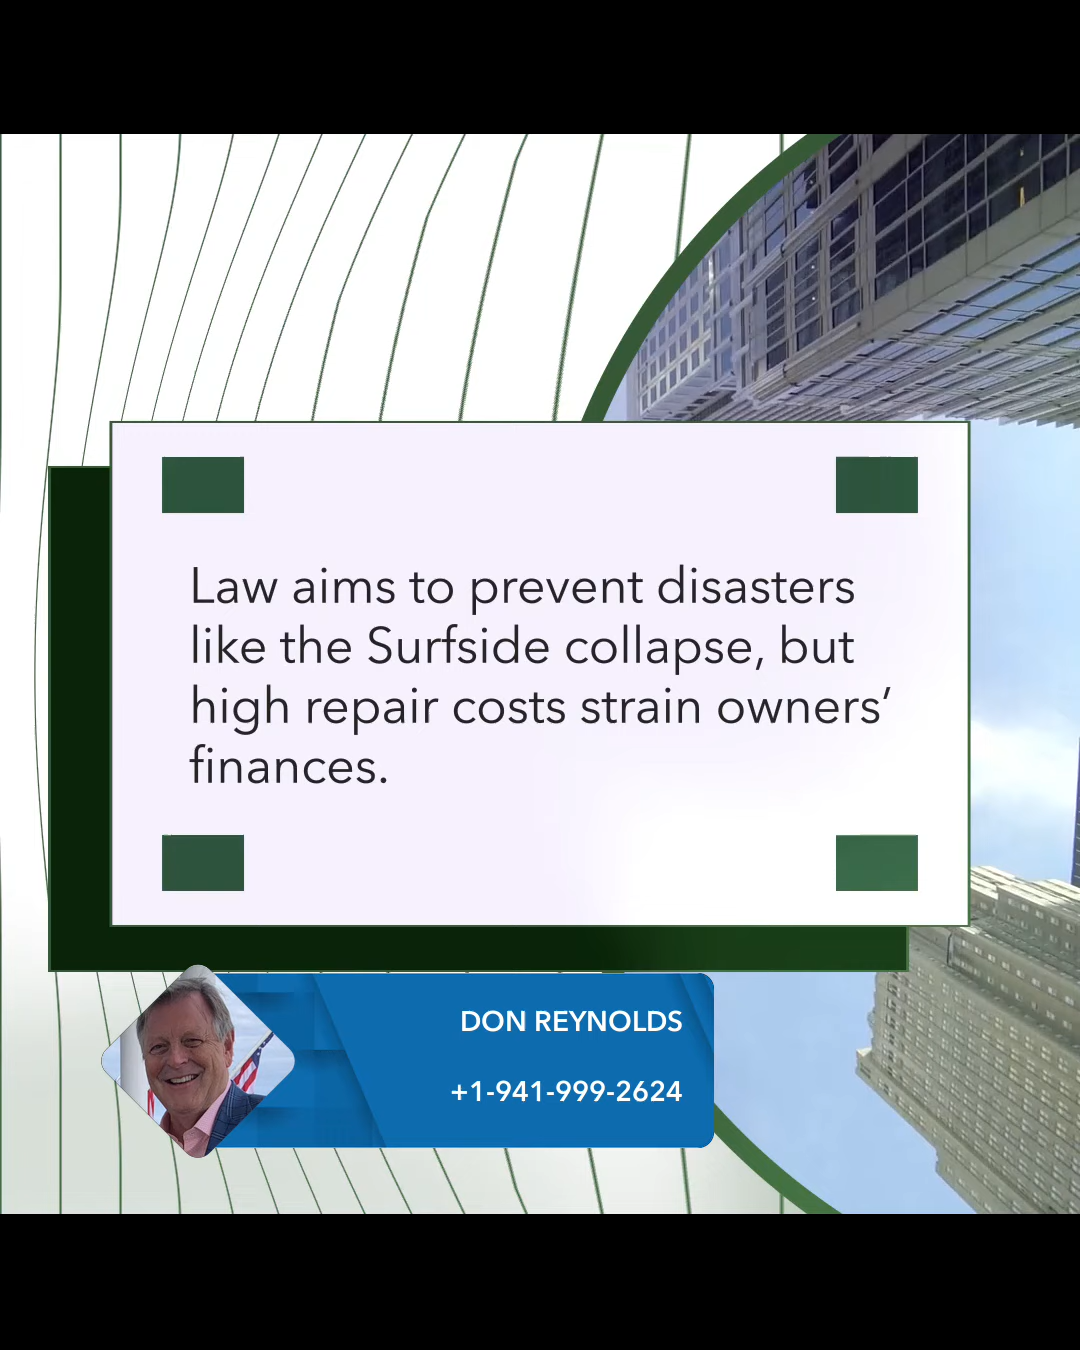 Law aims to prevent disasters
like the Surfside collapse, but
high repair costs strain owners’
finances.
DON REYNOLDS
+1-941-999-2624